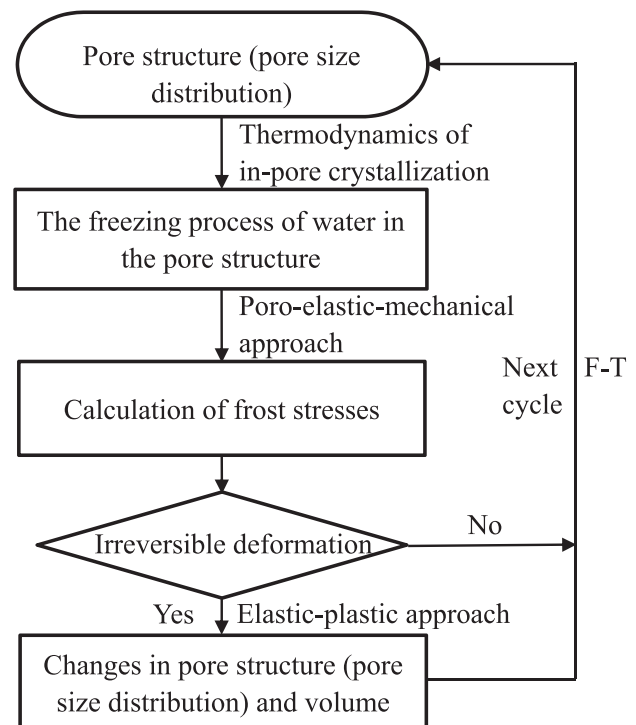 Pore structure (pore size
distribution)
Thermodynamics of
in-pore crystallization
The freezing process of water in
the pore structure
Poro-elastic-mechanical
approach
Next F-T
cycle
Calculation of frost stresses
Irreversible deformation
No
Yes
Elastic-plastic approach
Changes in pore structure (pore
size distribution) and volume